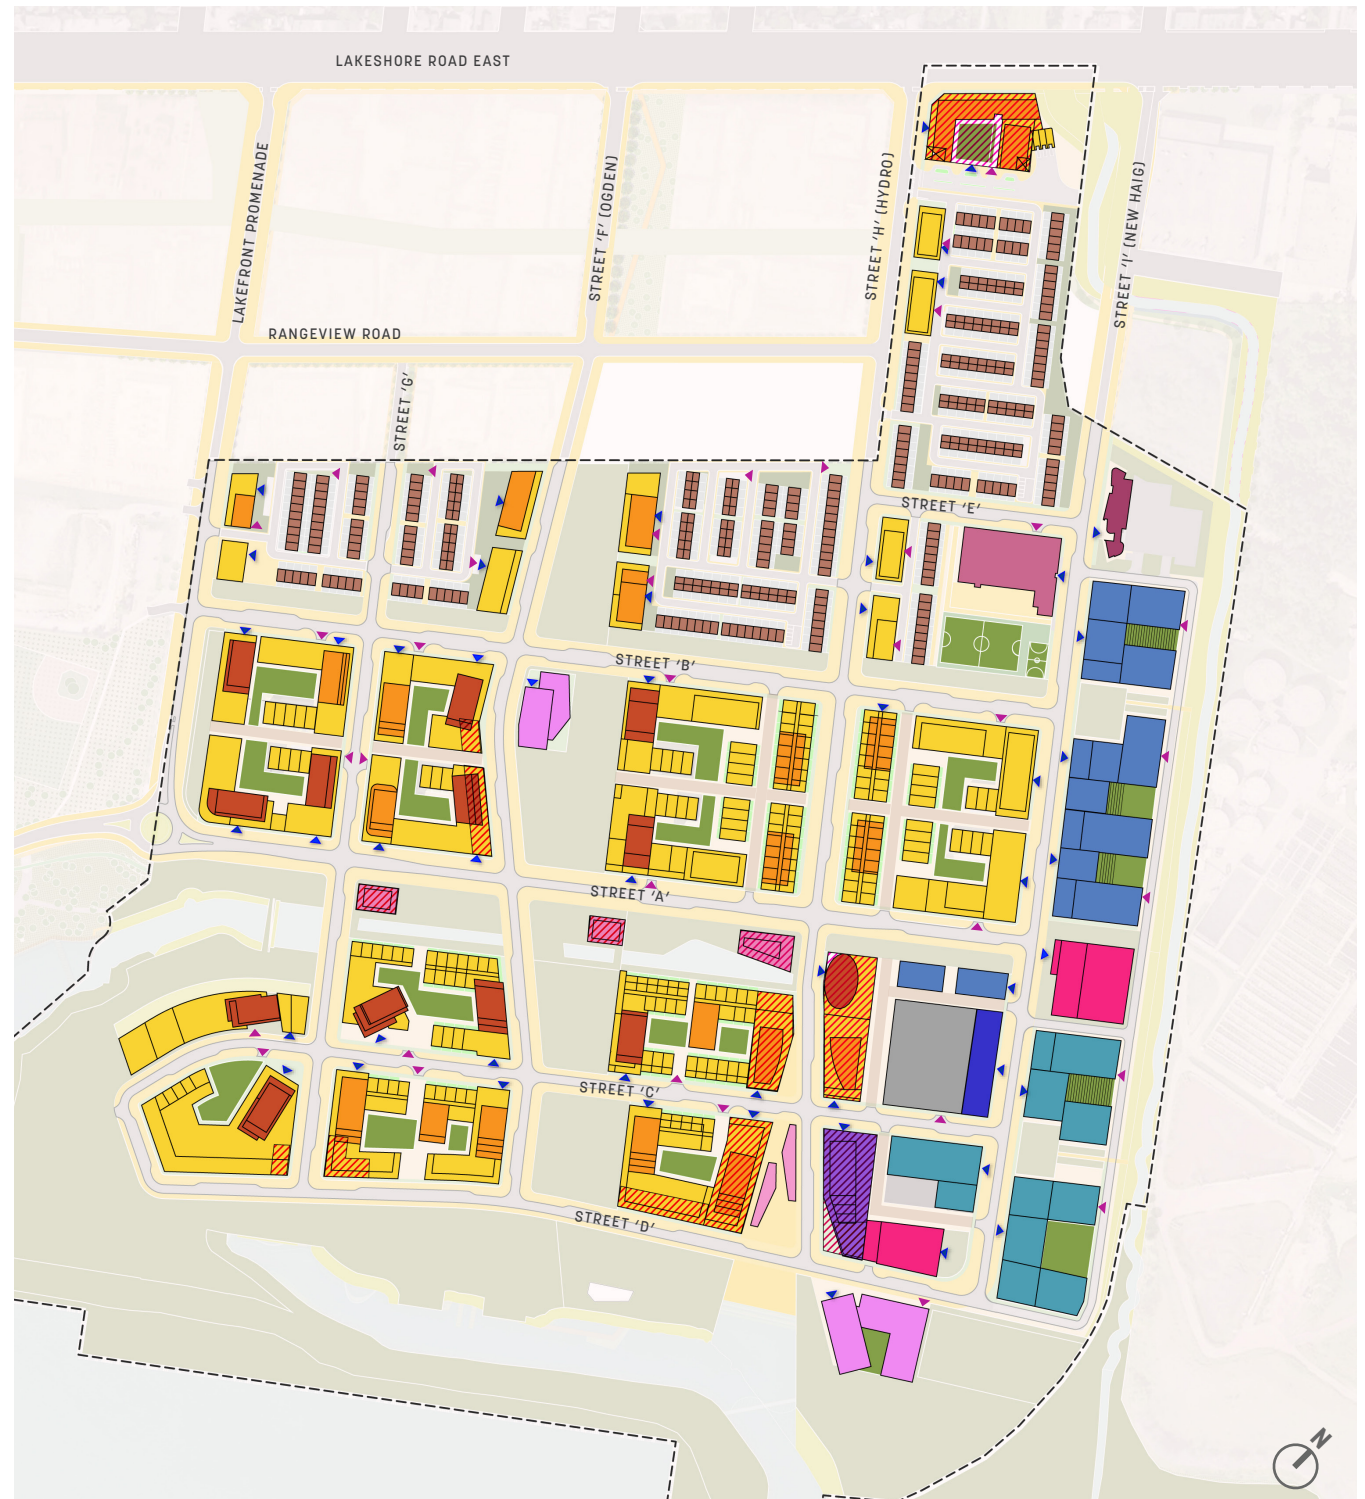 LAKESHORE ROAD EAST
LAKEFRONT PROMENADE
STREET ‘F’ (OGDEN)
STREET ‘H’ (HYDRO)
STREET ‘I’ (NEW HAIG)
RANGEVIEW ROAD
STREET ‘G’
STREET ‘E’
STREET ‘B’
STREET ‘A’
STREET ‘C’
STREET ‘D’
N